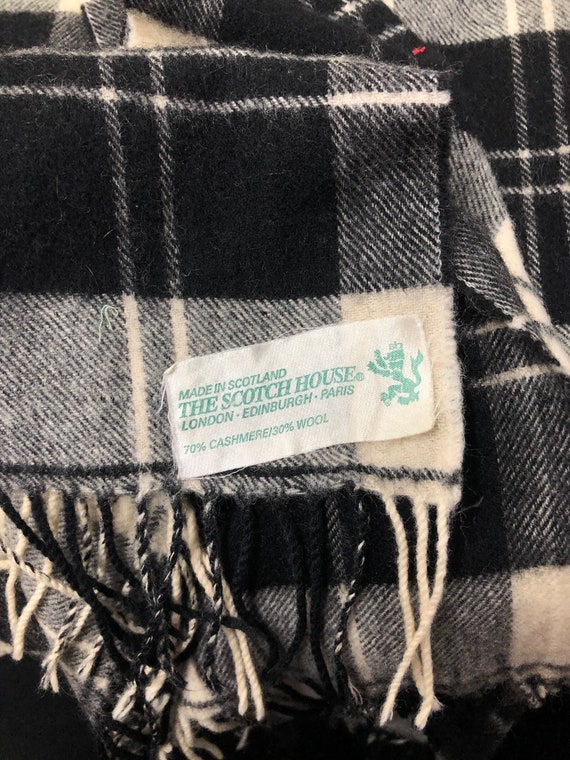 MADE IN SCOTLAND
THE SCOTCH HOUSE®
LONDON · EDINBURGH · PARIS
70% CASHMERE/30% WOOL